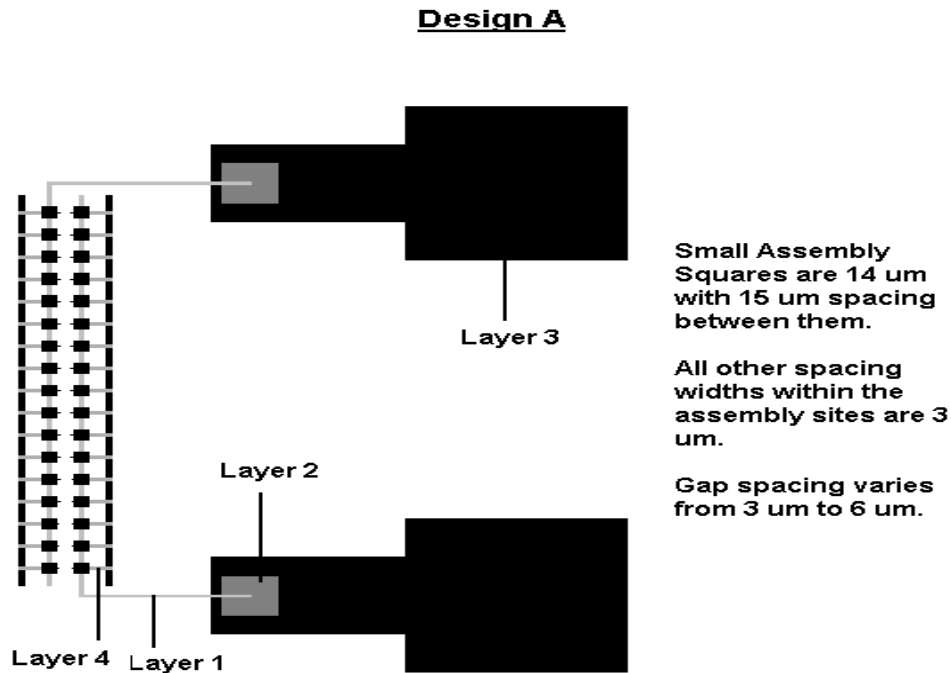 Design A
Small Assembly
Squares are 14 um
with 15 um spacing
between them.
Layer 3
All other spacing
widths within the
assembly sites are 3
um.
Layer 2
Gap spacing varies
from 3 um to 6 um.
Layer 4
Layer 1